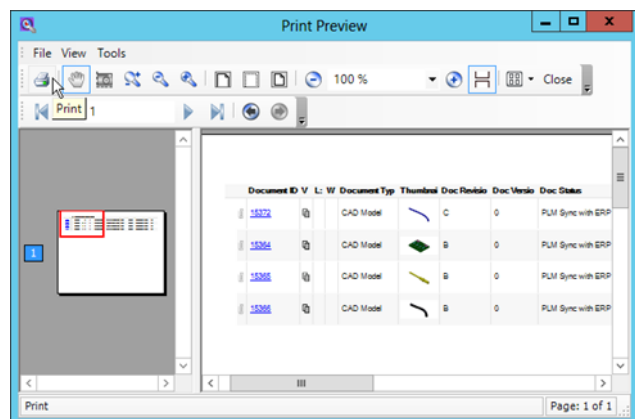 Print Preview
File View Tools
100 % Close
Print 1
Document ID V L: W Document Typ Thumbnai Doc Revisio Doc Versio Doc Status
15372 CAD Model C 0 PLM Sync with ERP
15364 CAD Model B 0 PLM Sync with ERP
15365 CAD Model B 0 PLM Sync with ERP
15366 CAD Model B 0 PLM Sync with ERP
1
Print Page: 1 of 1